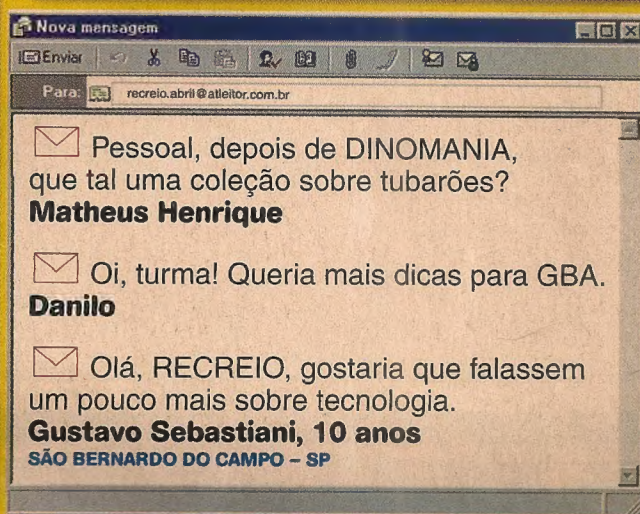 Nova mensagem
Enviar
Para: recreio.abril@atleitor.com.br
Pessoal, depois de DINOMANIA,
que tal uma coleção sobre tubarões?
Matheus Henrique
Oi, turma! Queria mais dicas para GBA.
Danilo
Olá, RECREIO, gostaria que falassem
um pouco mais sobre tecnologia.
Gustavo Sebastiani, 10 anos
SÃO BERNARDO DO CAMPO – SP